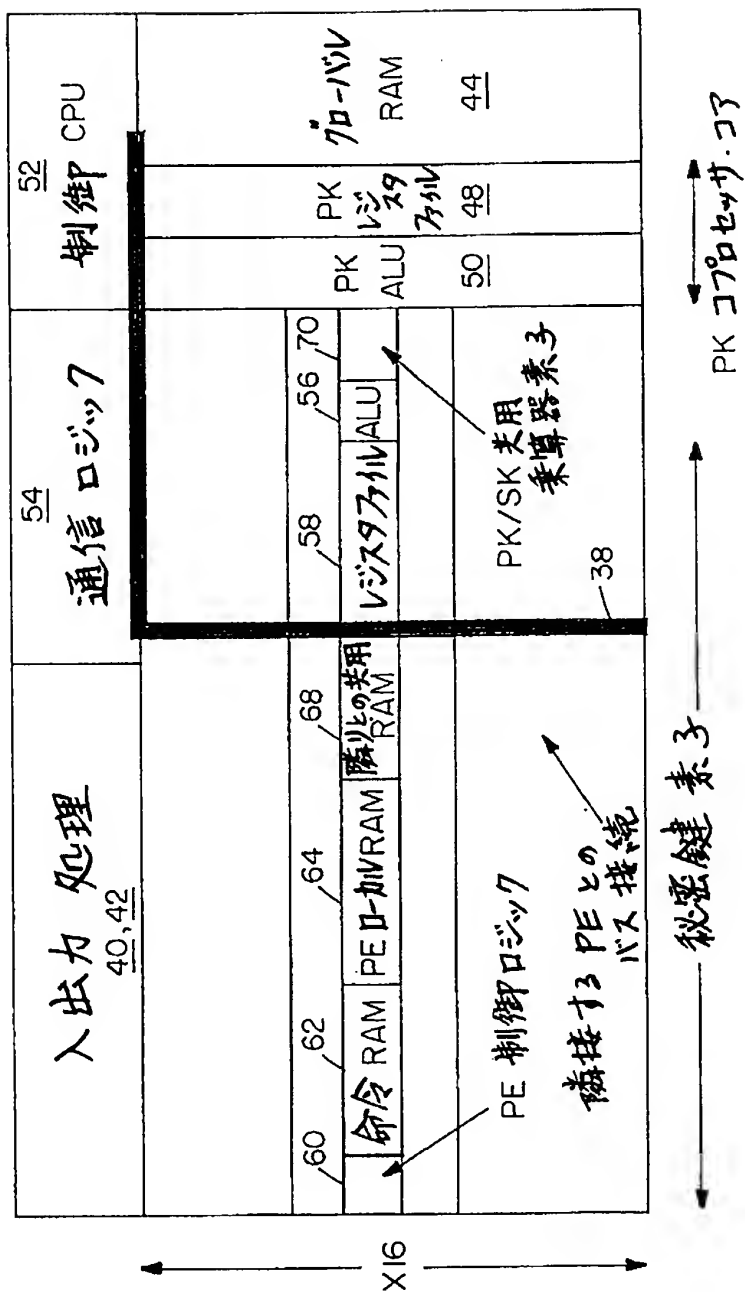 入出力 処理
40,42
54
通信 ロジック
52
制御 CPU
60
62
64
68
58
56
70
命令 RAM
PE ローカル RAM
隣りとの共用
RAM
レジスタファイル
ALU
PK
ALU
50
PK
レジ
スタ
ファイル
48
グローバル
RAM
44
X16
PE 制御ロジック
隣接する PE との
バス 接続
38
PK/SK 共用
乗算器素子
秘密鍵 素子
PK コプロセッサ・コア